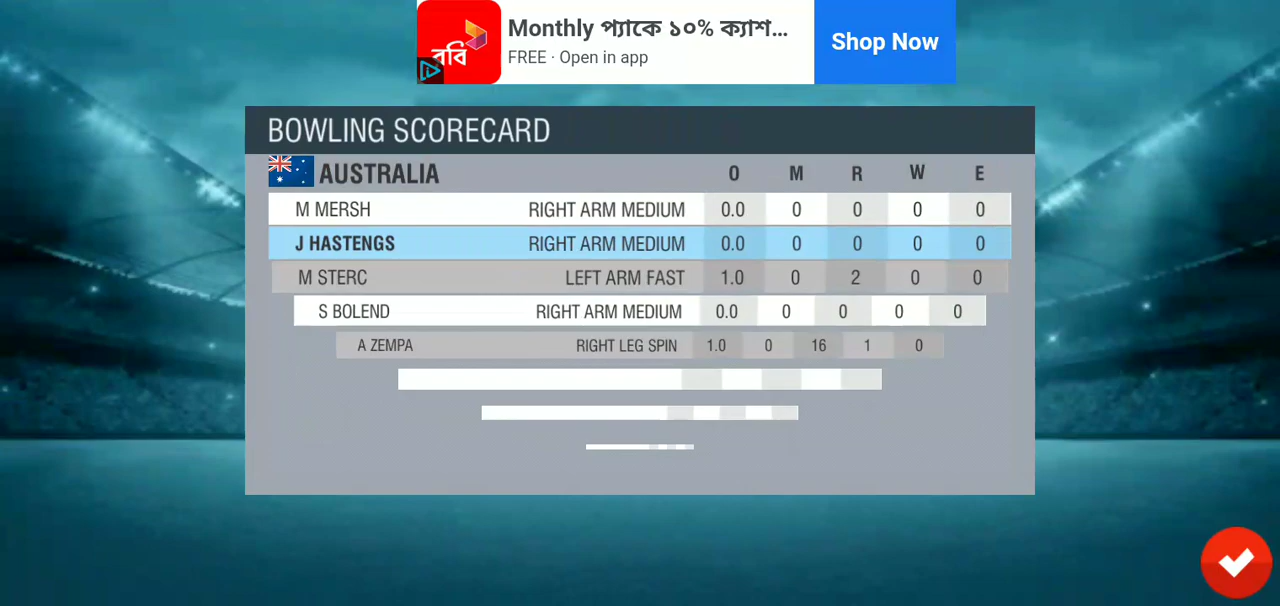 রবি
Monthly প্যাকে ১০% ক্যাশ...
FREE · Open in app
Shop Now
BOWLING SCORECARD
AUSTRALIA O M R W E
M MERSH RIGHT ARM MEDIUM 0.0 0 0 0 0
J HASTENGS RIGHT ARM MEDIUM 0.0 0 0 0 0
M STERC LEFT ARM FAST 1.0 0 2 0 0
S BOLEND RIGHT ARM MEDIUM 0.0 0 0 0 0
A ZEMPA RIGHT LEG SPIN 1.0 0 16 1 0